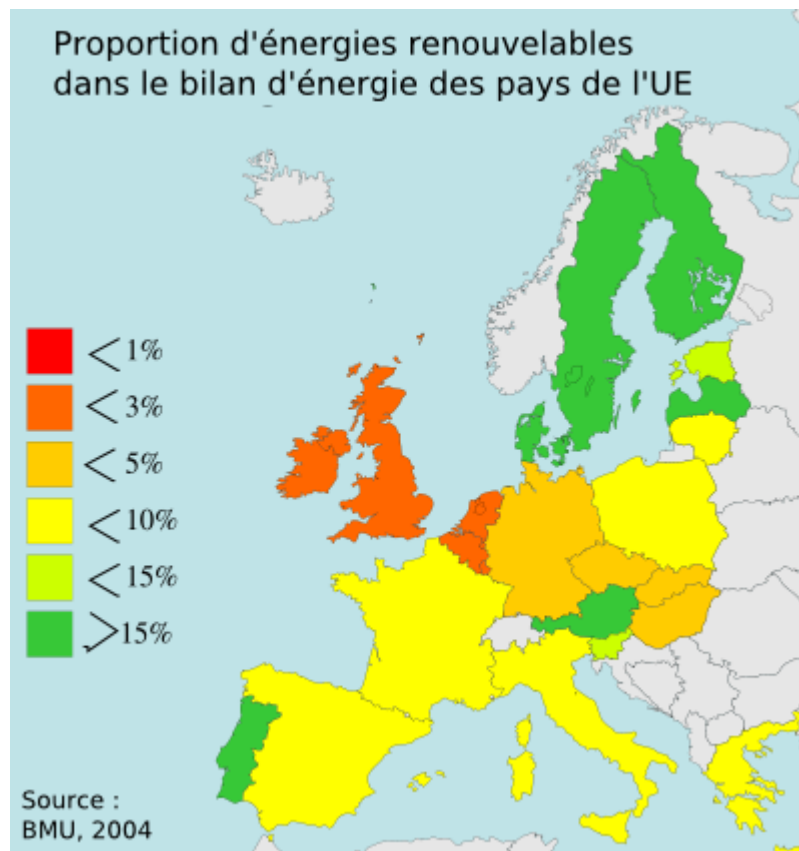 Proportion d'énergies renouvelables
dans le bilan d'énergie des pays de l'UE
< 1%
< 3%
< 5%
< 10%
< 15%
> 15%
Source :
BMU, 2004